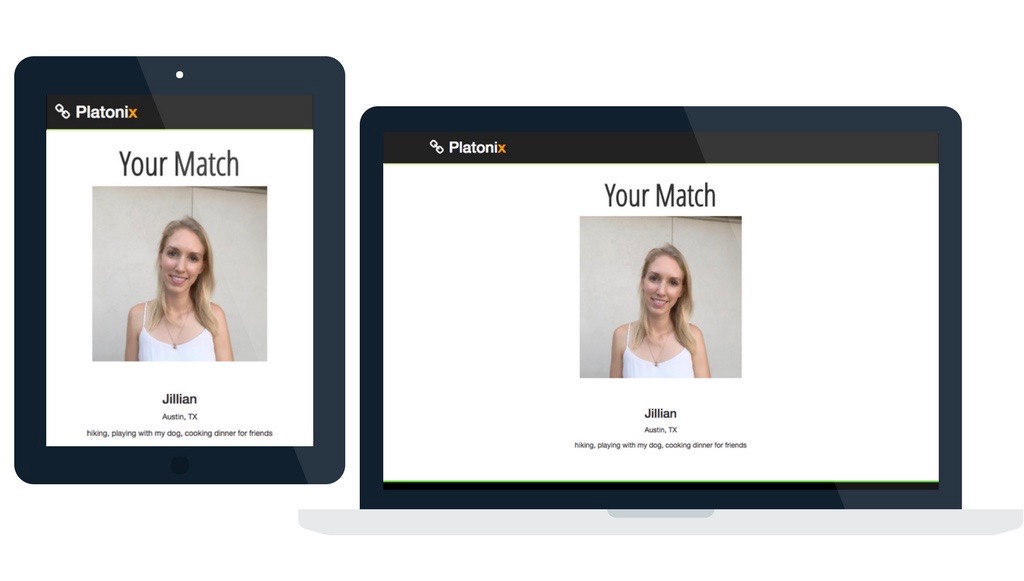 Platonix
Your Match
Jillian
Austin, TX
hiking, playing with my dog, cooking dinner for friends
Platonix
Your Match
Jillian
Austin, TX
hiking, playing with my dog, cooking dinner for friends